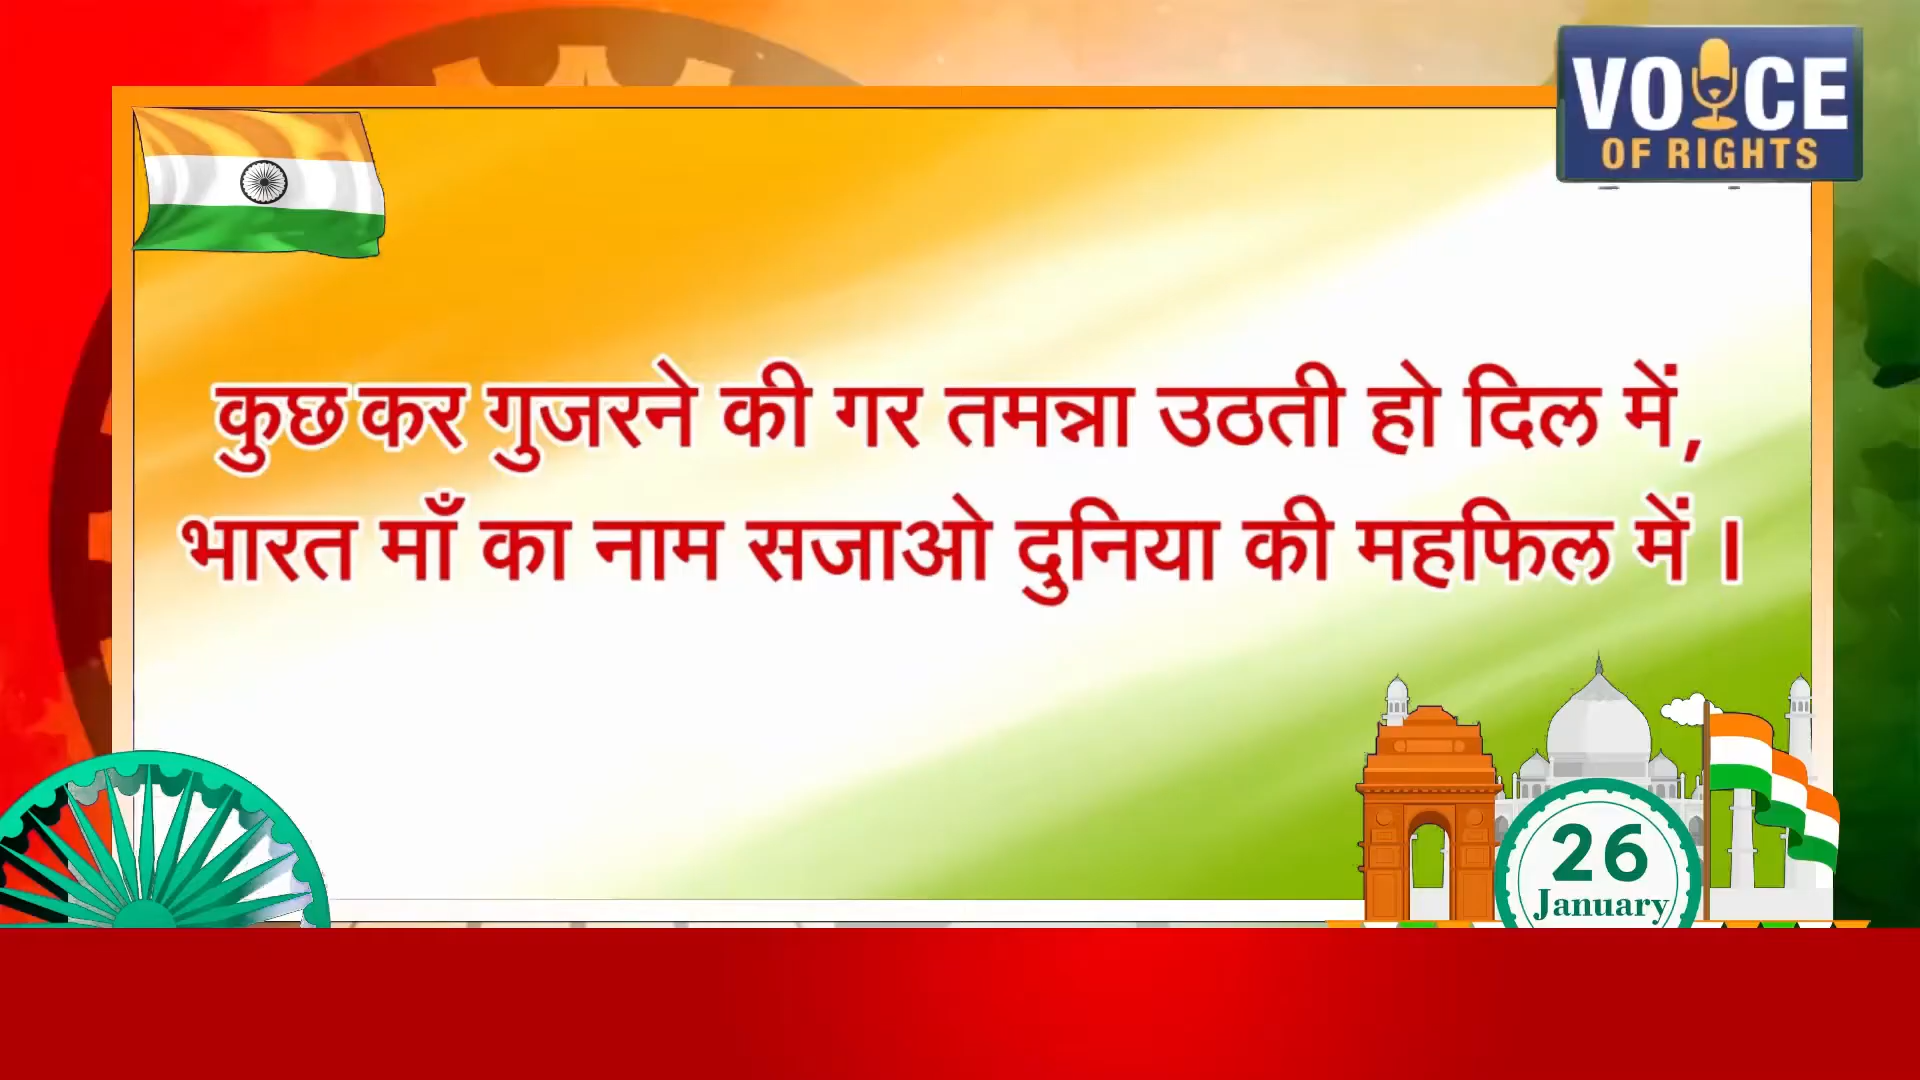 VOICE
OF RIGHTS
कुछ कर गुजरने की गर तमन्ना उठती हो दिल में,
भारत माँ का नाम सजाओ दुनिया की महफिल में ।
26
January